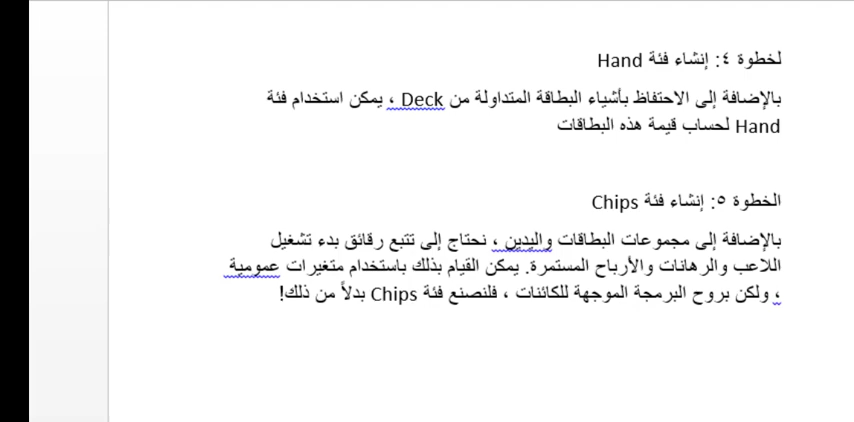 لخطوة ٤: إنشاء فئة Hand
بالإضافة إلى الاحتفاظ بأشياء البطاقة المتداولة من Deck ، يمكن استخدام فئة
Hand لحساب قيمة هذه البطاقات
الخطوة ٥: إنشاء فئة Chips
بالإضافة إلى مجموعات البطاقات واليدين ، نحتاج إلى تتبع رقائق بدء تشغيل
اللاعب والرهانات والأرباح المستمرة. يمكن القيام بذلك باستخدام متغيرات عمومية
، ولكن بروح البرمجة الموجهة للكائنات ، فلنصنع فئة Chips بدلاً من ذلك!